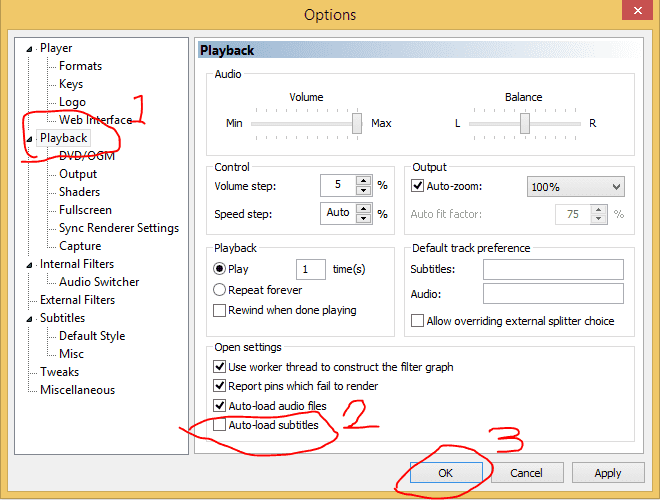 Options
Player
Formats
Keys
Logo
Web Interface
1
Playback
DVD/OGM
Output
Shaders
Fullscreen
Sync Renderer Settings
Capture
Internal Filters
Audio Switcher
External Filters
Subtitles
Default Style
Misc
Tweaks
Miscellaneous
Playback
Audio
Volume
Balance
Min
Max
L
R
Control
Volume step: 5 %
Speed step: Auto %
Output
Auto-zoom: 100%
Auto fit factor: 75 %
Playback
Play 1 time(s)
Repeat forever
Rewind when done playing
Default track preference
Subtitles:
Audio:
Allow overriding external splitter choice
Open settings
Use worker thread to construct the filter graph
Report pins which fail to render
Auto-load audio files
Auto-load subtitles
2
3
OK
Cancel
Apply